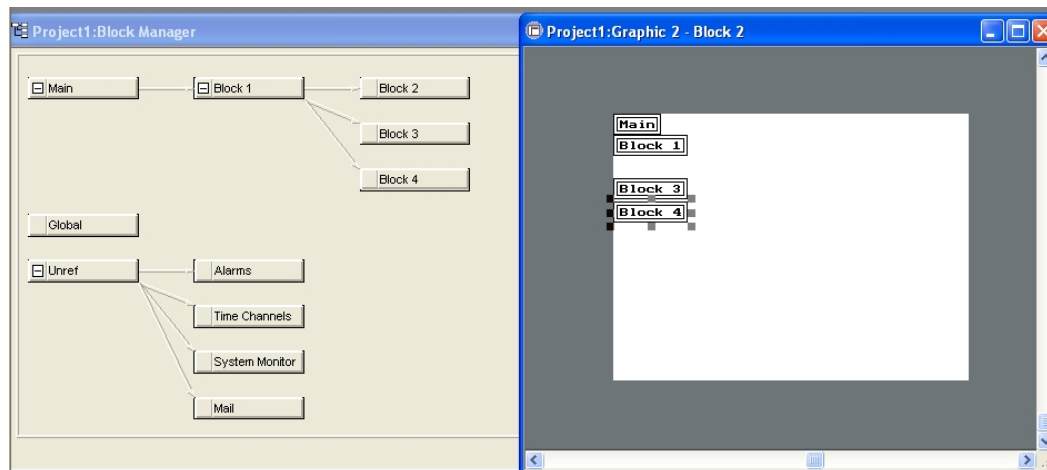 Project1:Block Manager
Main
Block 1
Block 2
Block 3
Block 4
Global
Unref
Alarms
Time Channels
System Monitor
Mail
Project1:Graphic 2 - Block 2
Main
Block 1
Block 3
Block 4